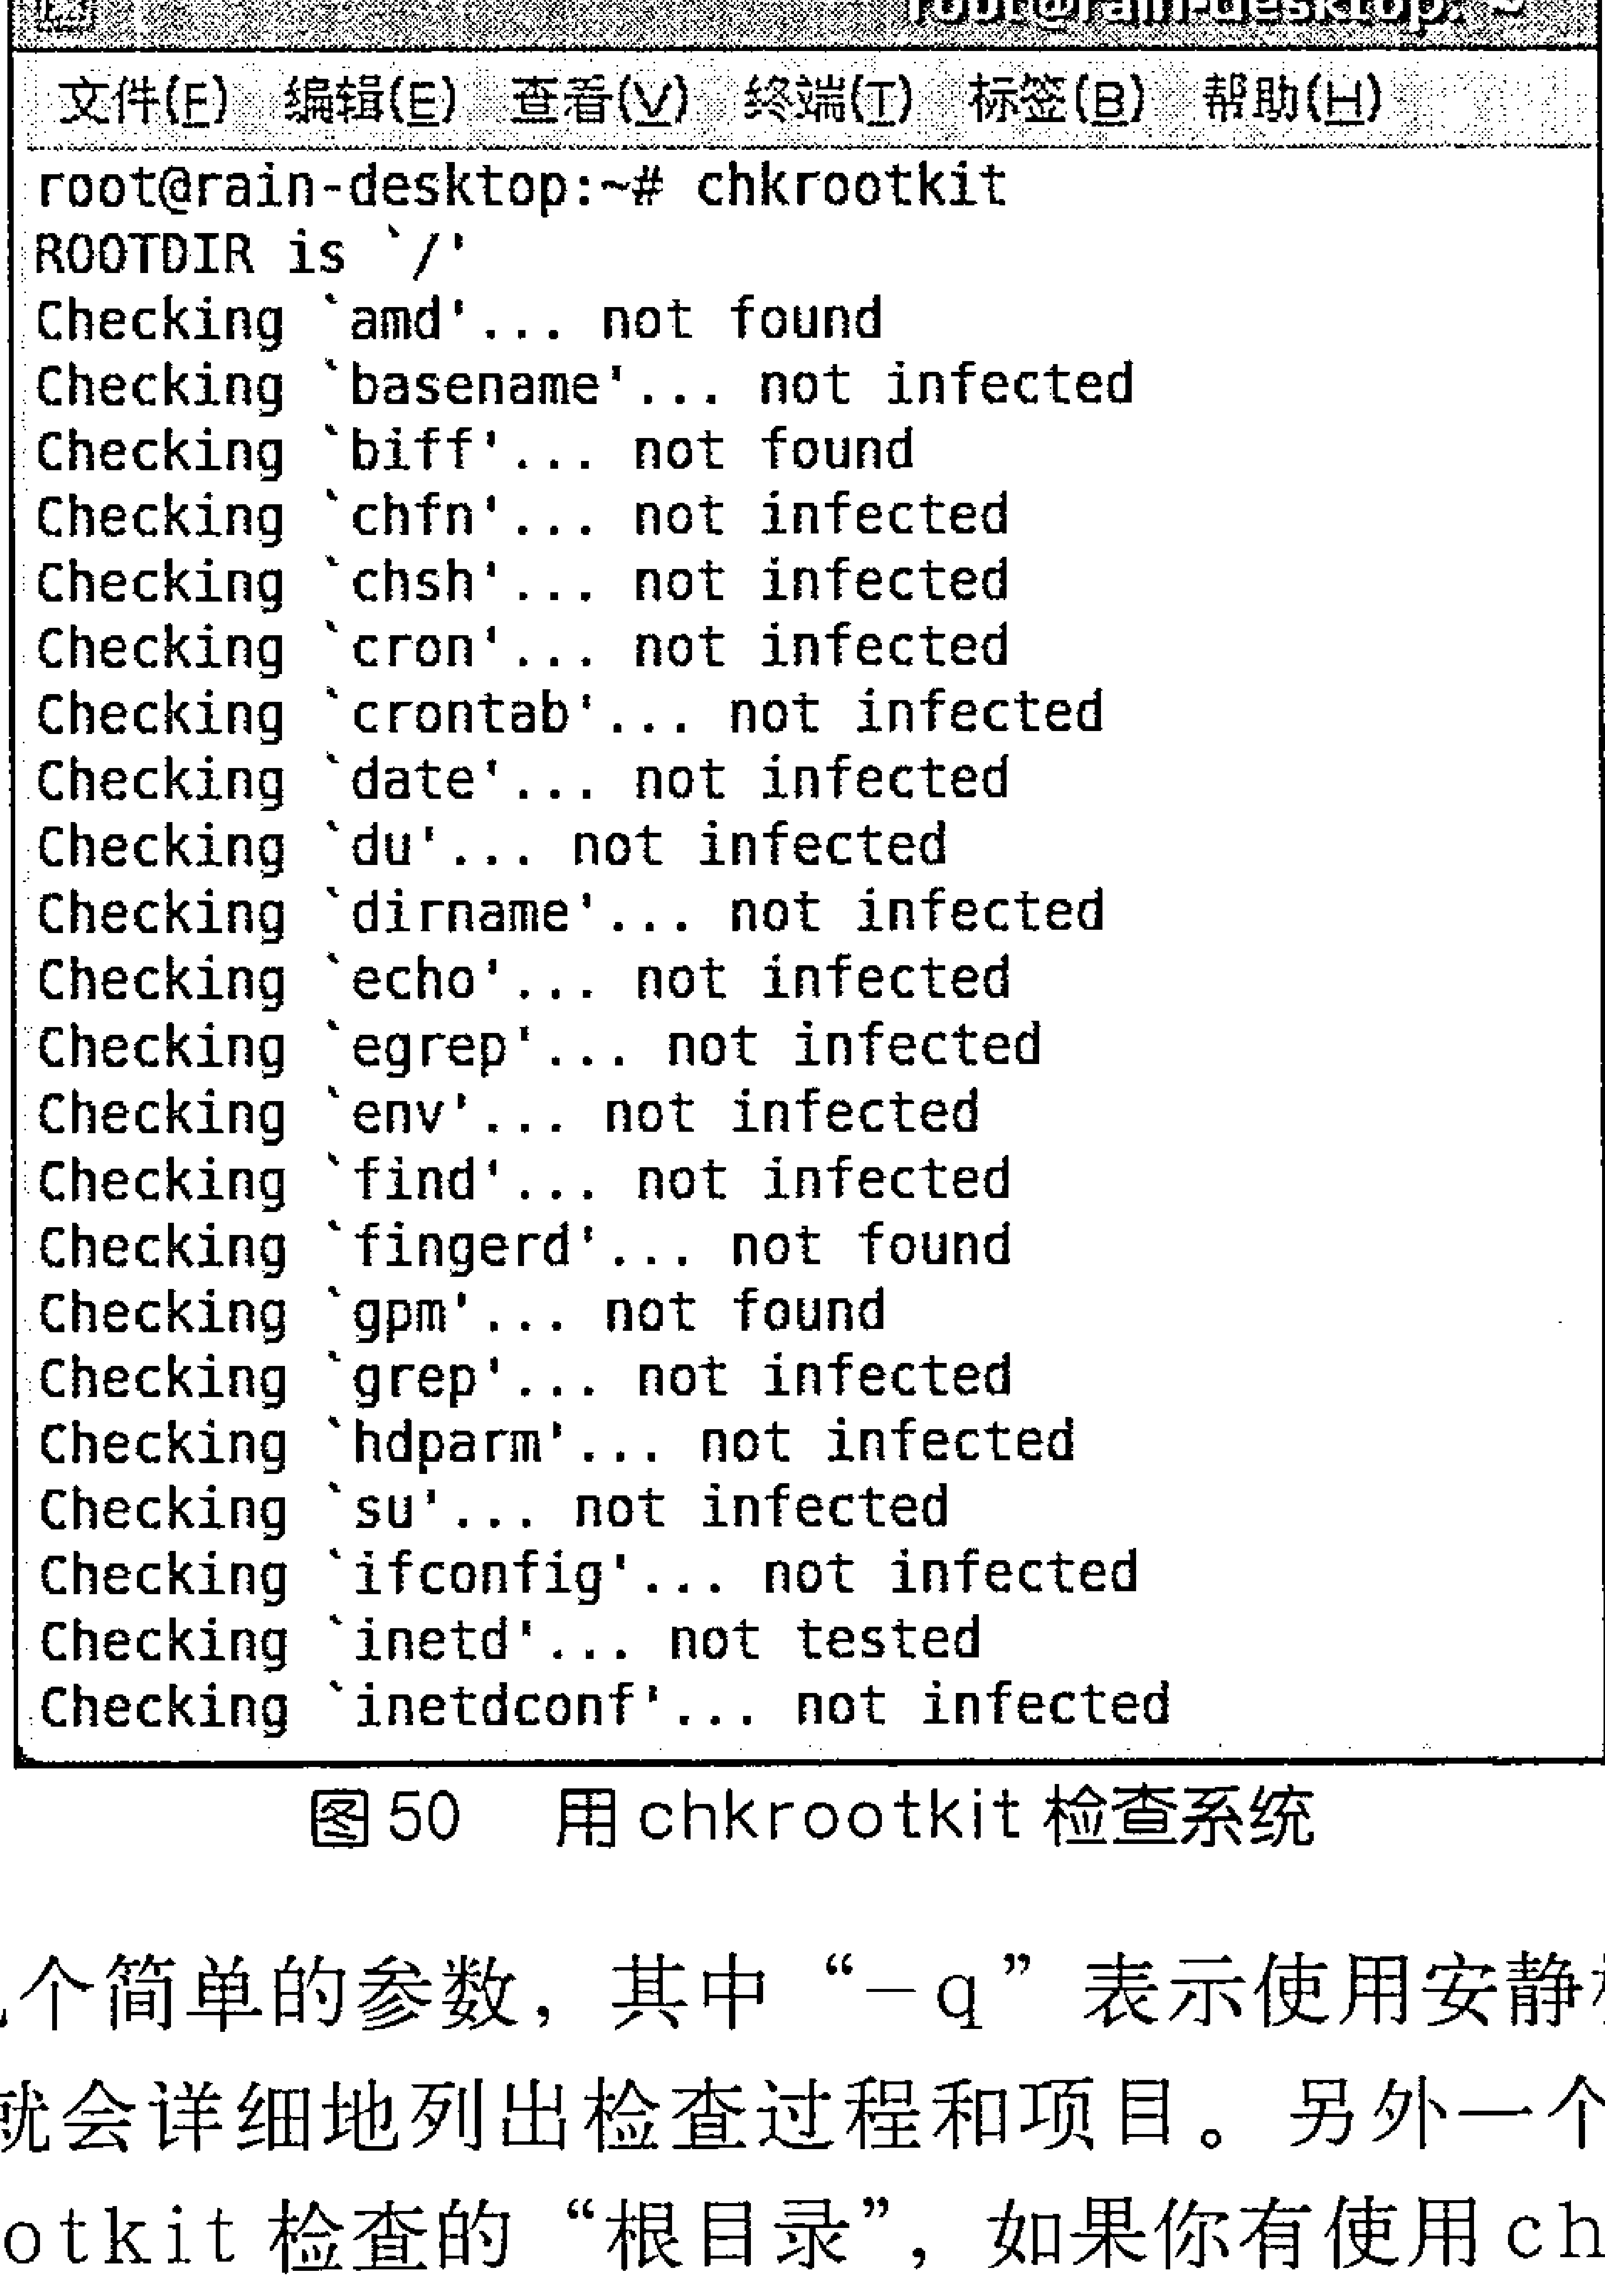 root@rain-desktop: ~
文件(F) 编辑(E) 查看(V) 终端(T) 标签(B) 帮助(H)
root@rain-desktop:~# chkrootkit
ROOTDIR is `/'
Checking `amd'... not found
Checking `basename'... not infected
Checking `biff'... not found
Checking `chfn'... not infected
Checking `chsh'... not infected
Checking `cron'... not infected
Checking `crontab'... not infected
Checking `date'... not infected
Checking `du'... not infected
Checking `dirname'... not infected
Checking `echo'... not infected
Checking `egrep'... not infected
Checking `env'... not infected
Checking `find'... not infected
Checking `fingerd'... not found
Checking `gpm'... not found
Checking `grep'... not infected
Checking `hdparm'... not infected
Checking `su'... not infected
Checking `ifconfig'... not infected
Checking `inetd'... not tested
Checking `inetdconf'... not infected
图50 用chkrootkit检查系统
个简单的参数，其中“-q”表示使用安静
就会详细地列出检查过程和项目。另外一个
otkit检查的“根目录”，如果你有使用ch